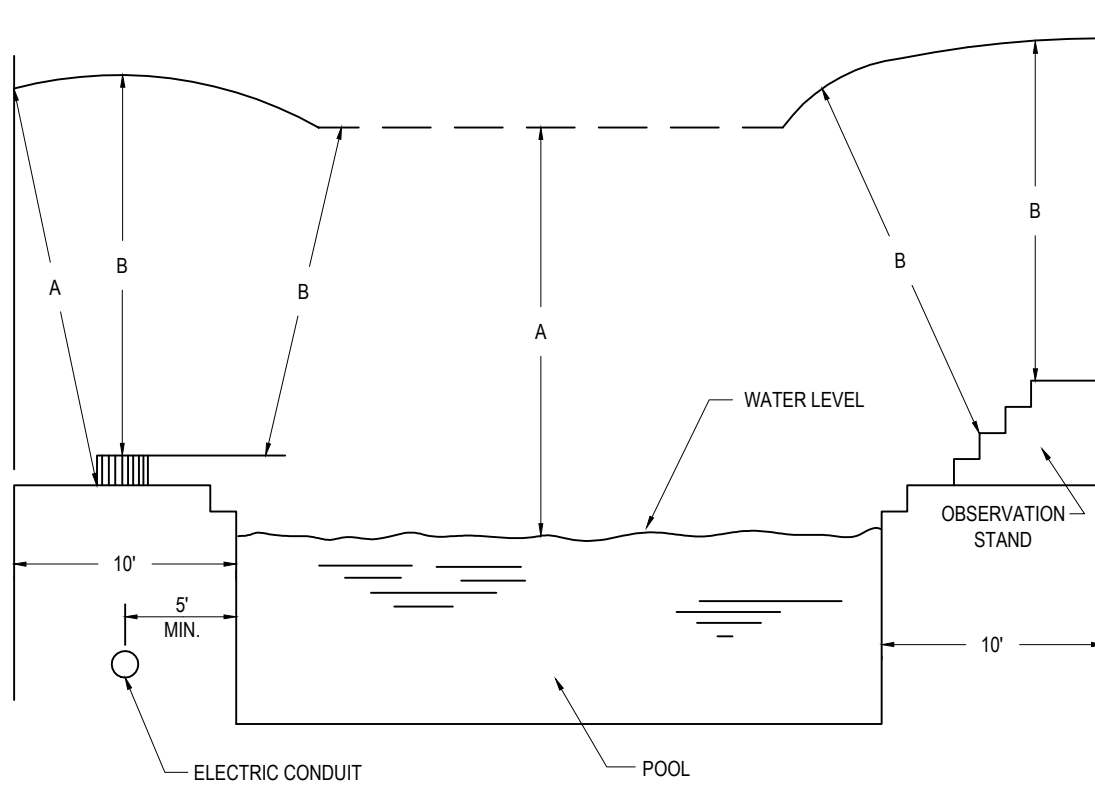 B
B
A
B
B
A
WATER LEVEL
OBSERVATION
STAND
10'
5'
MIN.
10'
ELECTRIC CONDUIT
POOL